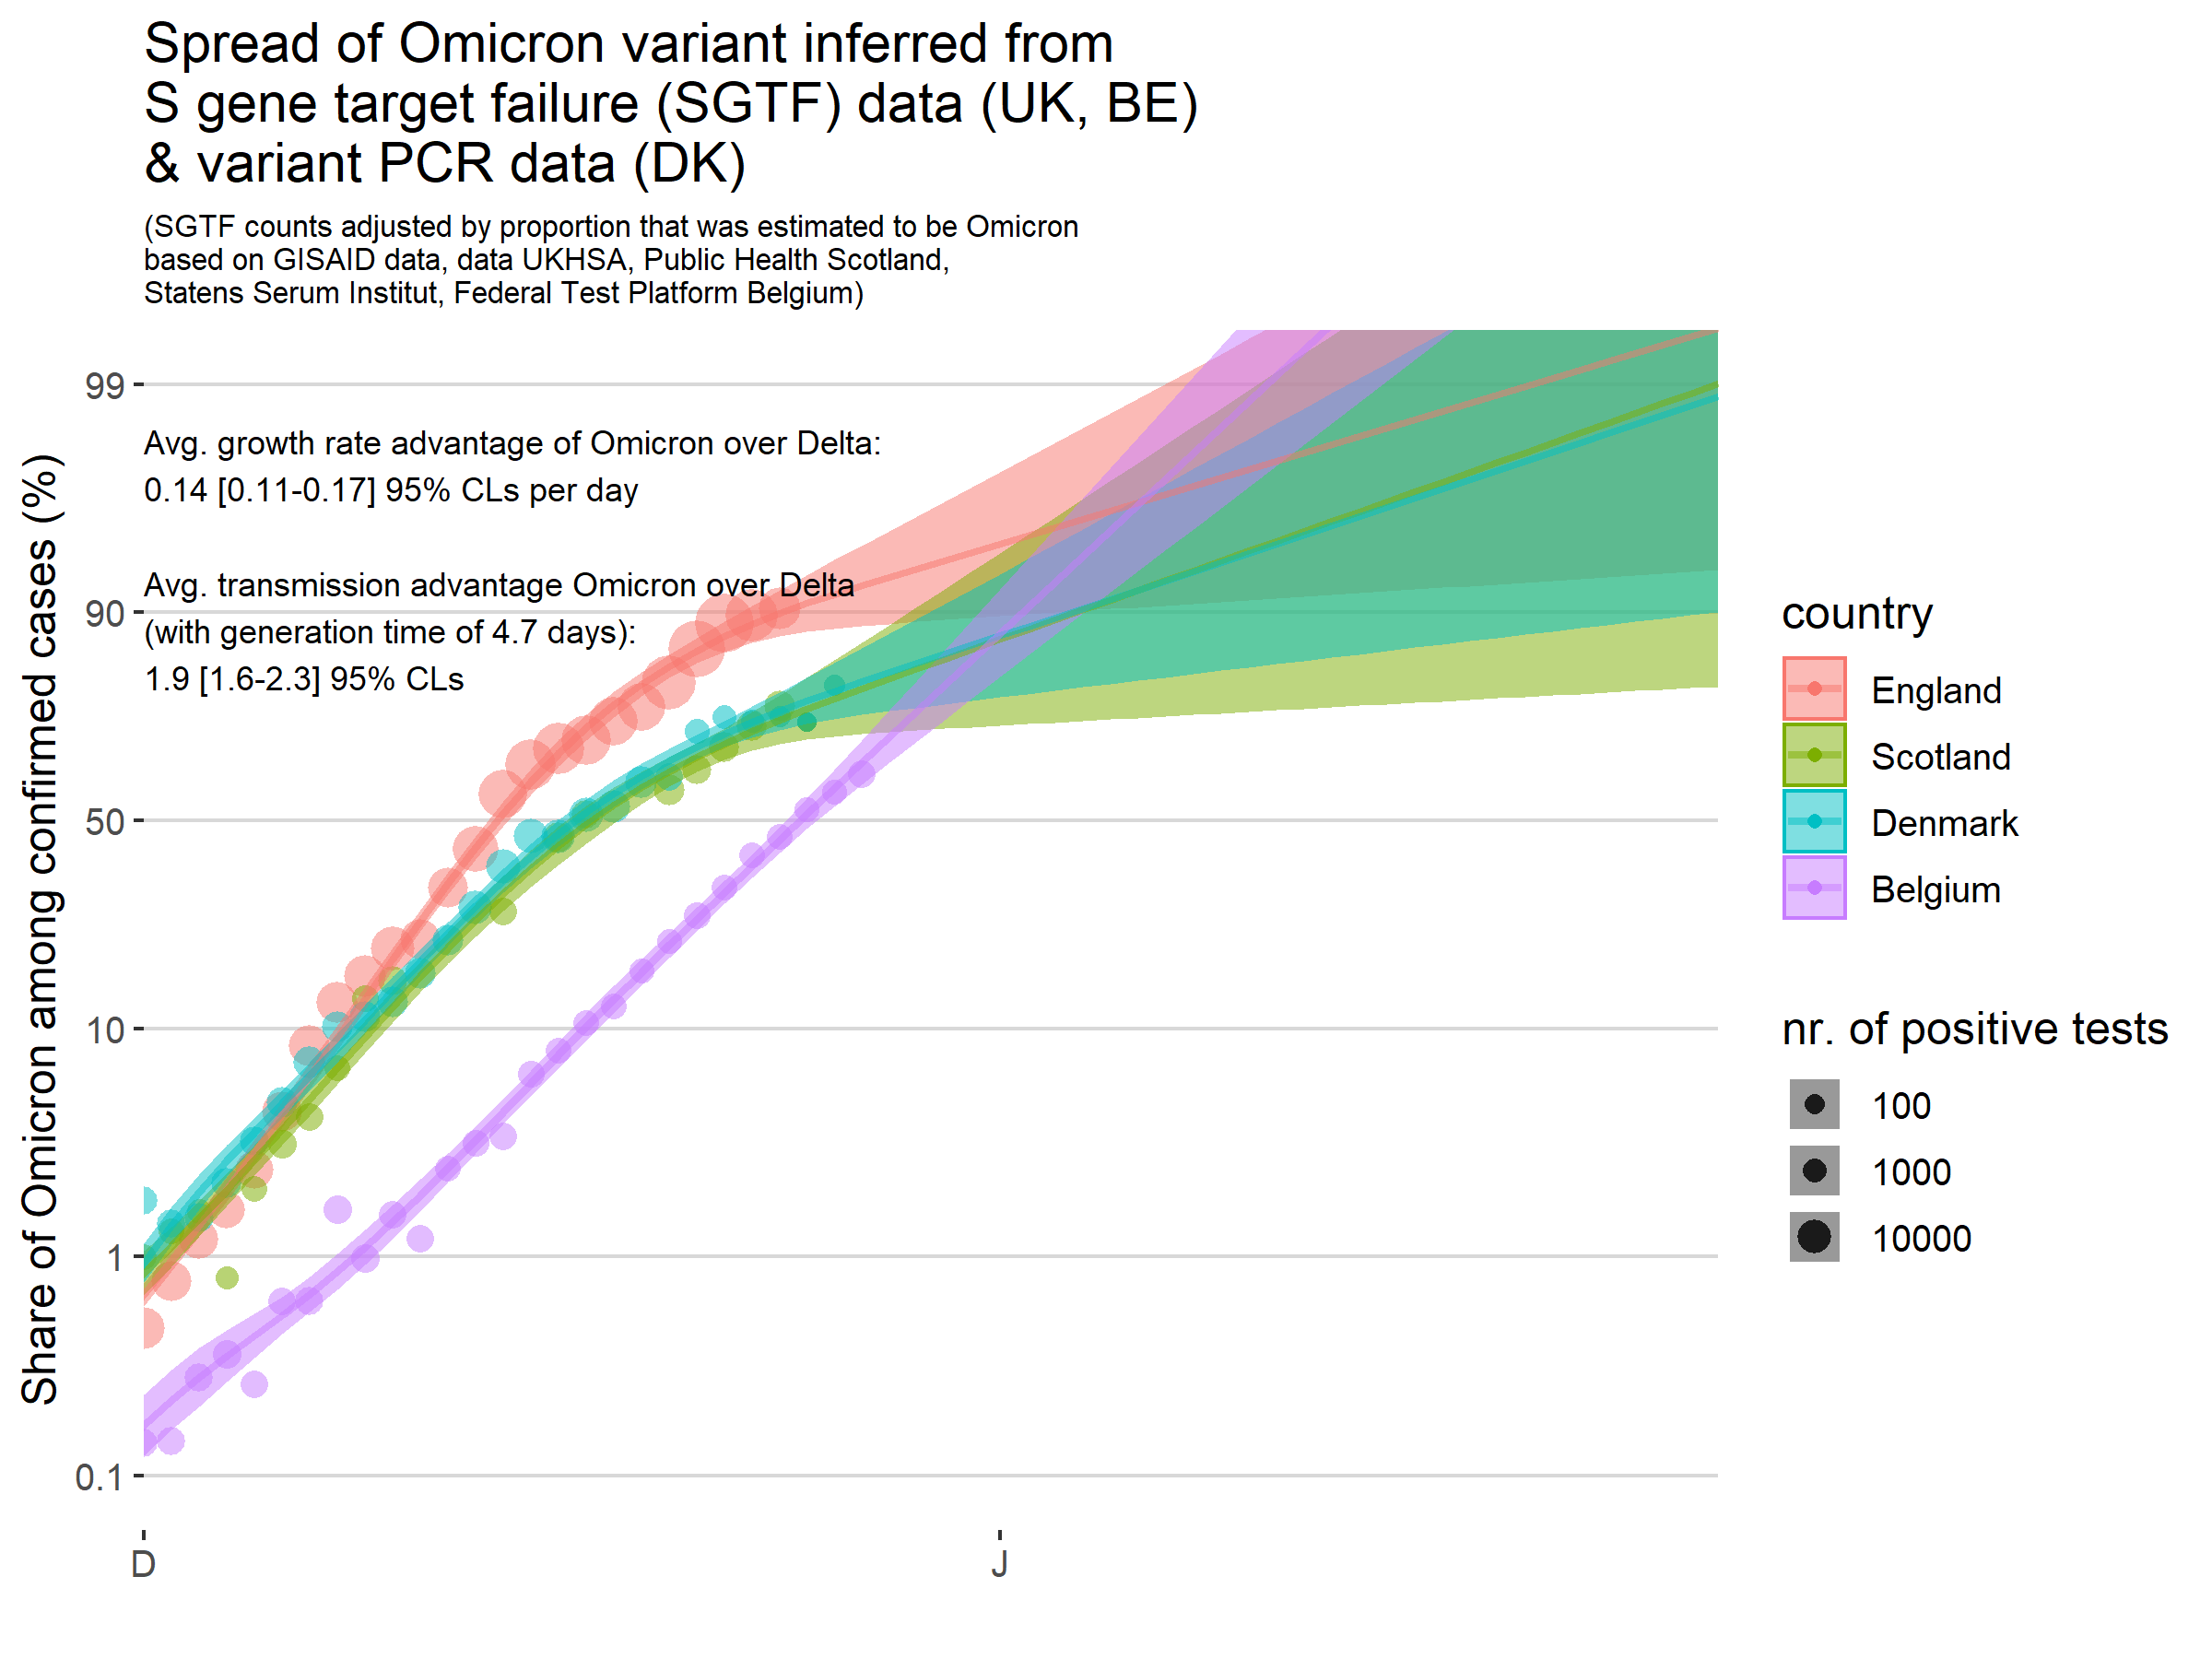 Spread of Omicron variant inferred from
S gene target failure (SGTF) data (UK, BE)
& variant PCR data (DK)
(SGTF counts adjusted by proportion that was estimated to be Omicron
based on GISAID data, data UKHSA, Public Health Scotland,
Statens Serum Institut, Federal Test Platform Belgium)
Share of Omicron among confirmed cases (%)
99
90
50
10
1
0.1
Avg. growth rate advantage of Omicron over Delta:
0.14 [0.11-0.17] 95% CLs per day
Avg. transmission advantage Omicron over Delta
(with generation time of 4.7 days):
1.9 [1.6-2.3] 95% CLs
D
J
country
England
Scotland
Denmark
Belgium
nr. of positive tests
100
1000
10000